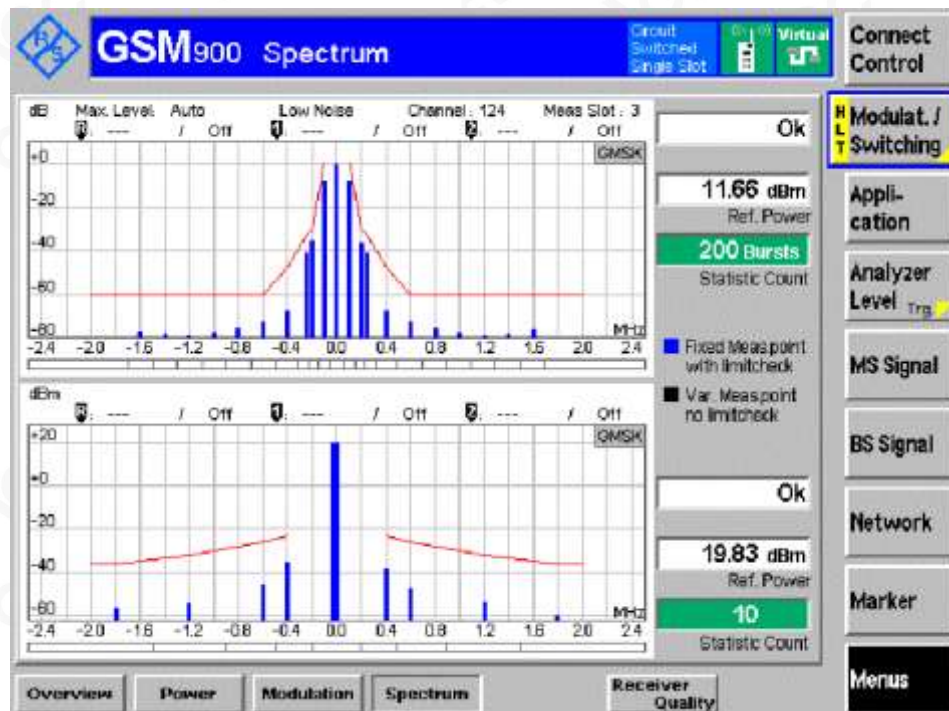 GSM900 Spectrum
Circuit Switched Single Slot
Virtual
Connect Control
dB Max. Level: Auto Low Noise Channel: 124 Meas Slot: 3
R: --- / Off 1: --- / Off 2: --- / Off
GMSK
+0
-20
-40
-60
-80
MHz
-2.4 -2.0 -1.6 -1.2 -0.8 -0.4 0.0 0.4 0.8 1.2 1.6 2.0 2.4
Ok
11.66 dBm
Ref. Power
200 Bursts
Statistic Count
Fixed Meas.point
with limitcheck
Var. Meas.point
no limitcheck
dBm
R: --- / Off 1: --- / Off 2: --- / Off
GMSK
+20
+0
-20
-40
-60
MHz
-2.4 -2.0 -1.6 -1.2 -0.8 -0.4 0.0 0.4 0.8 1.2 1.6 2.0 2.4
Ok
19.83 dBm
Ref. Power
10
Statistic Count
HLT
Modulat. / Switching
Appli-
cation
Analyzer
Level Trg.
MS Signal
BS Signal
Network
Marker
Menus
Overview Power Modulation Spectrum Receiver Quality